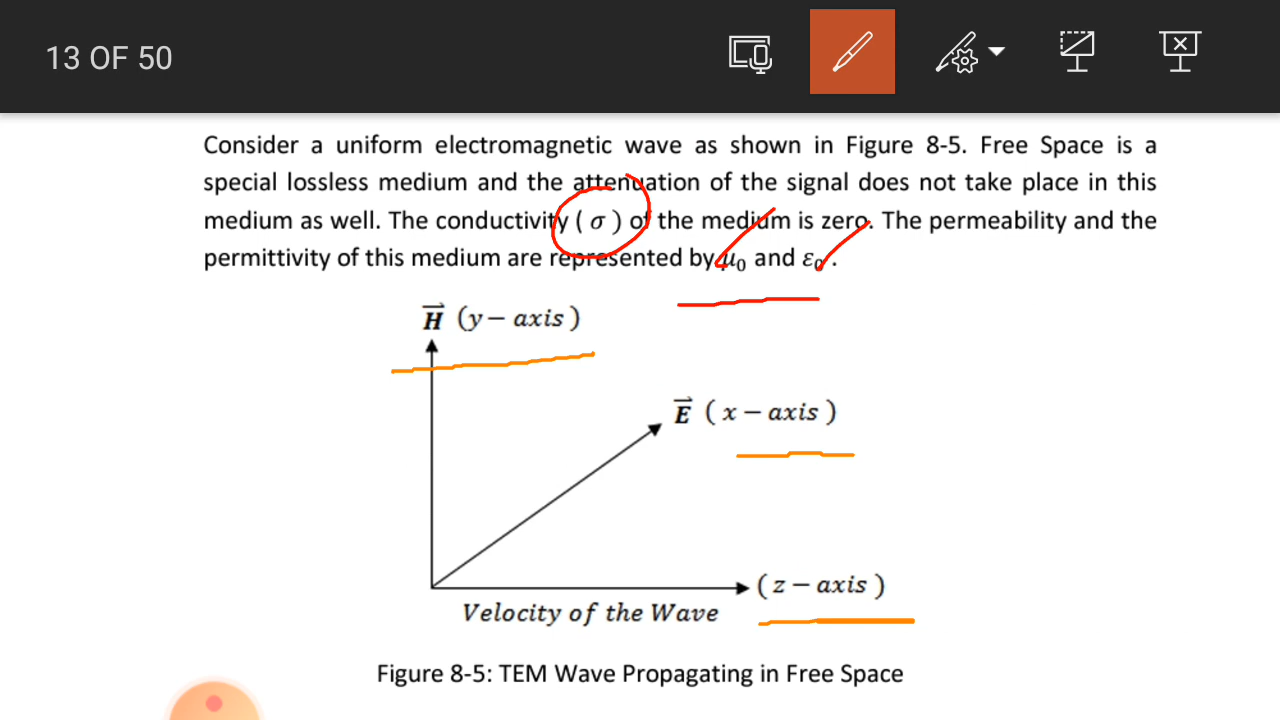 13 OF 50
Consider a uniform electromagnetic wave as shown in Figure 8-5. Free Space is a
special lossless medium and the attenuation of the signal does not take place in this
medium as well. The conductivity ( σ ) of the medium is zero. The permeability and the
permittivity of this medium are represented by μ₀ and ε₀ .
H⃗ (y − axis )
E⃗ ( x − axis )
( z − axis )
Velocity of the Wave
Figure 8-5: TEM Wave Propagating in Free Space